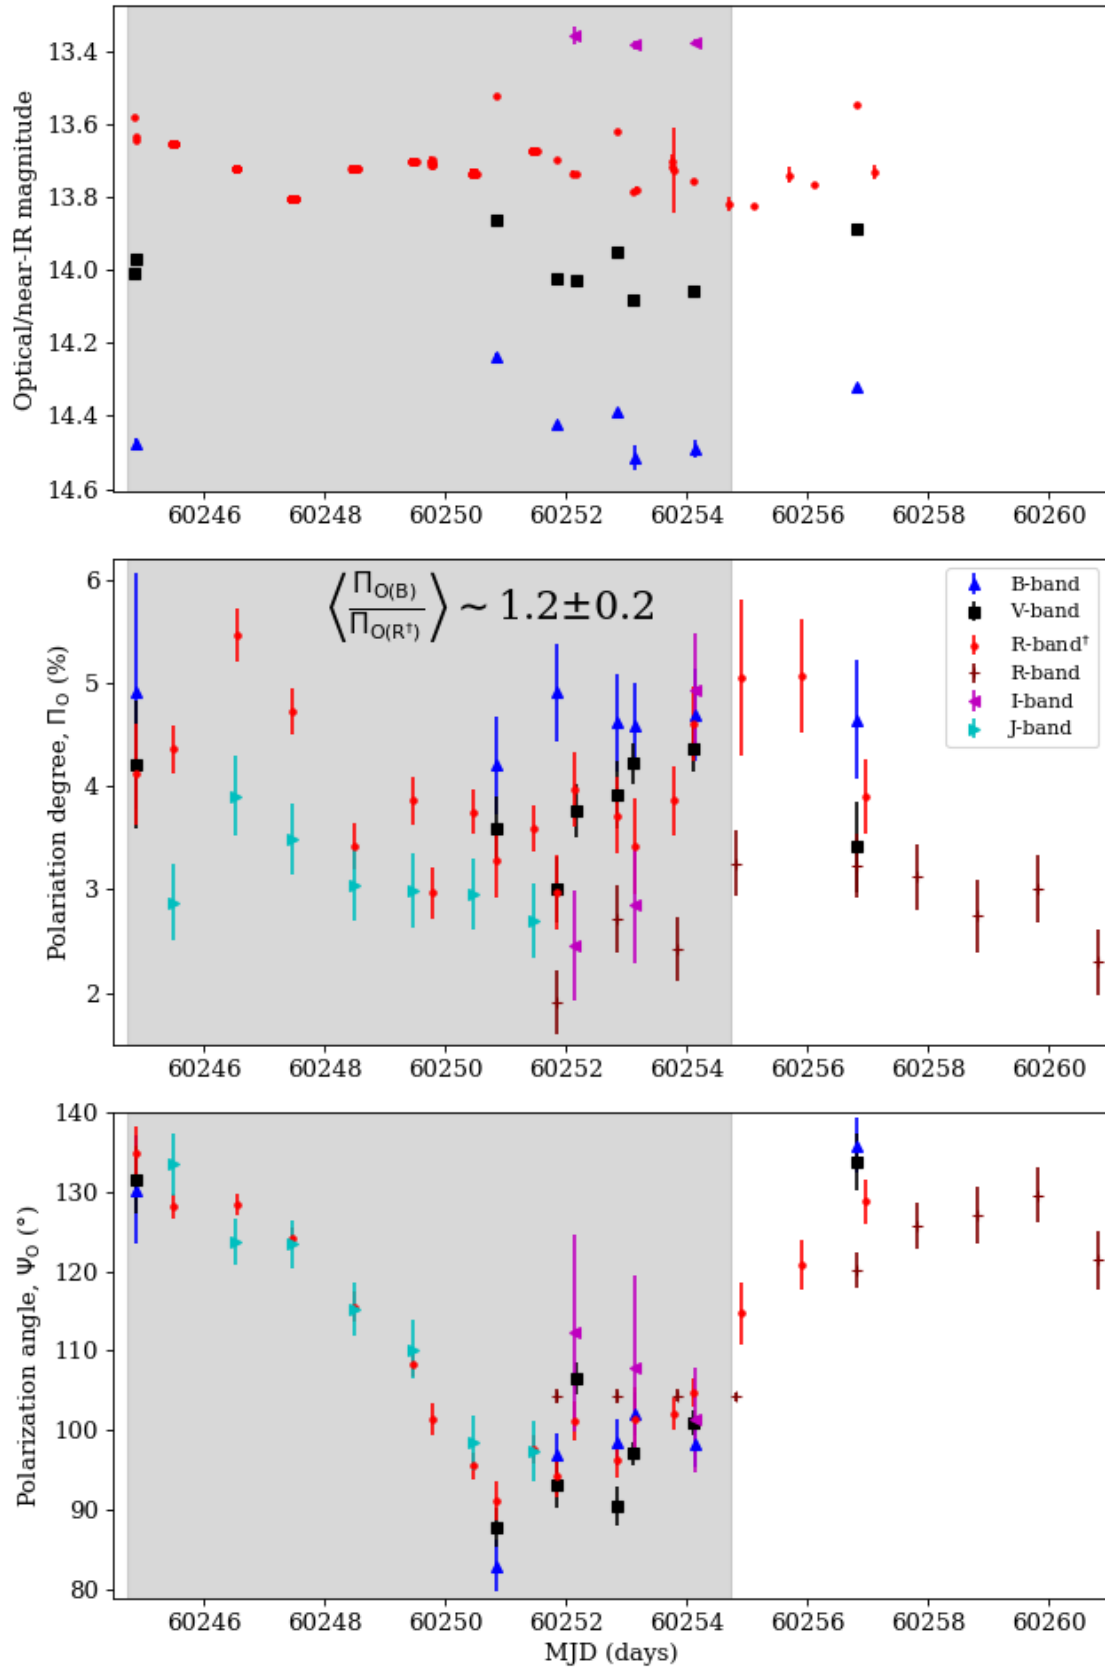 Optical/near-IR magnitude
13.4
13.6
13.8
14.0
14.2
14.4
14.6
60246 60248 60250 60252 60254 60256 60258 60260
Polariation degree, Π_O (%)
6
5
4
3
2
⟨Π_O(B)/Π_O(R†)⟩ ~ 1.2±0.2
B-band
V-band
R-band†
R-band
I-band
J-band
60246 60248 60250 60252 60254 60256 60258 60260
Polarization angle, Ψ_O (°)
140
130
120
110
100
90
80
60246 60248 60250 60252 60254 60256 60258 60260
MJD (days)